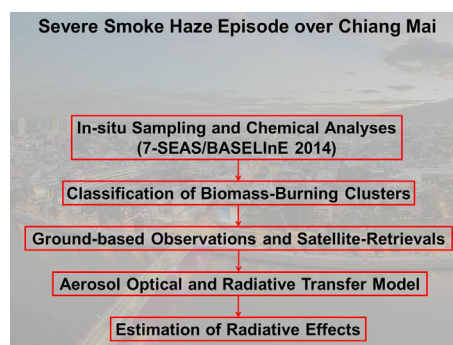 Severe Smoke Haze Episode over Chiang Mai
In-situ Sampling and Chemical Analyses
(7-SEAS/BASELInE 2014)
Classification of Biomass-Burning Clusters
Ground-based Observations and Satellite-Retrievals
Aerosol Optical and Radiative Transfer Model
Estimation of Radiative Effects